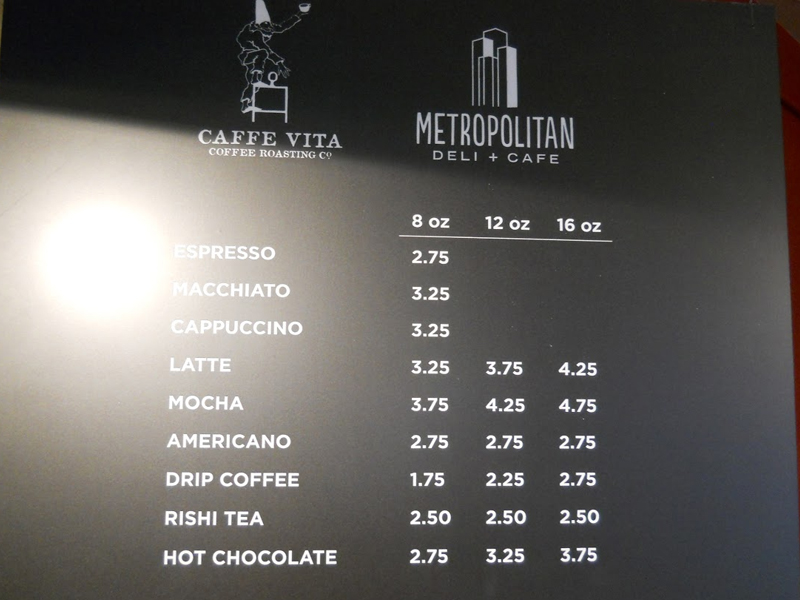 CAFFE VITA
COFFEE ROASTING Cº
METROPOLITAN
DELI + CAFE
8 oz 12 oz 16 oz
ESPRESSO 2.75
MACCHIATO 3.25
CAPPUCCINO 3.25
LATTE 3.25 3.75 4.25
MOCHA 3.75 4.25 4.75
AMERICANO 2.75 2.75 2.75
DRIP COFFEE 1.75 2.25 2.75
RISHI TEA 2.50 2.50 2.50
HOT CHOCOLATE 2.75 3.25 3.75